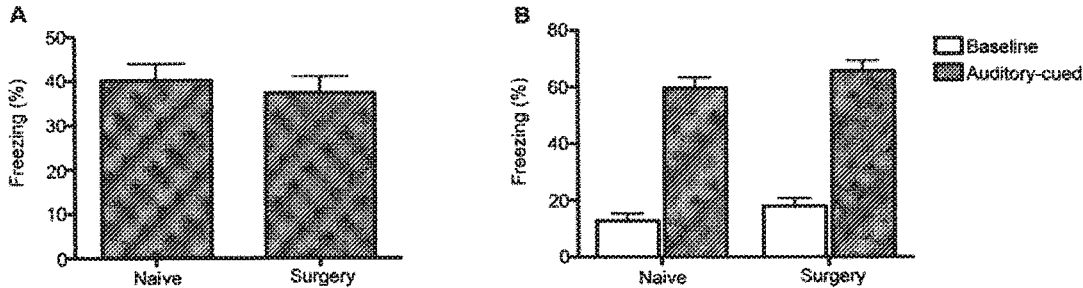 A
Freezing (%)
50
40
30
20
10
0
Naive
Surgery
B
Freezing (%)
80
60
40
20
0
Naive
Surgery
Baseline
Auditory-cued